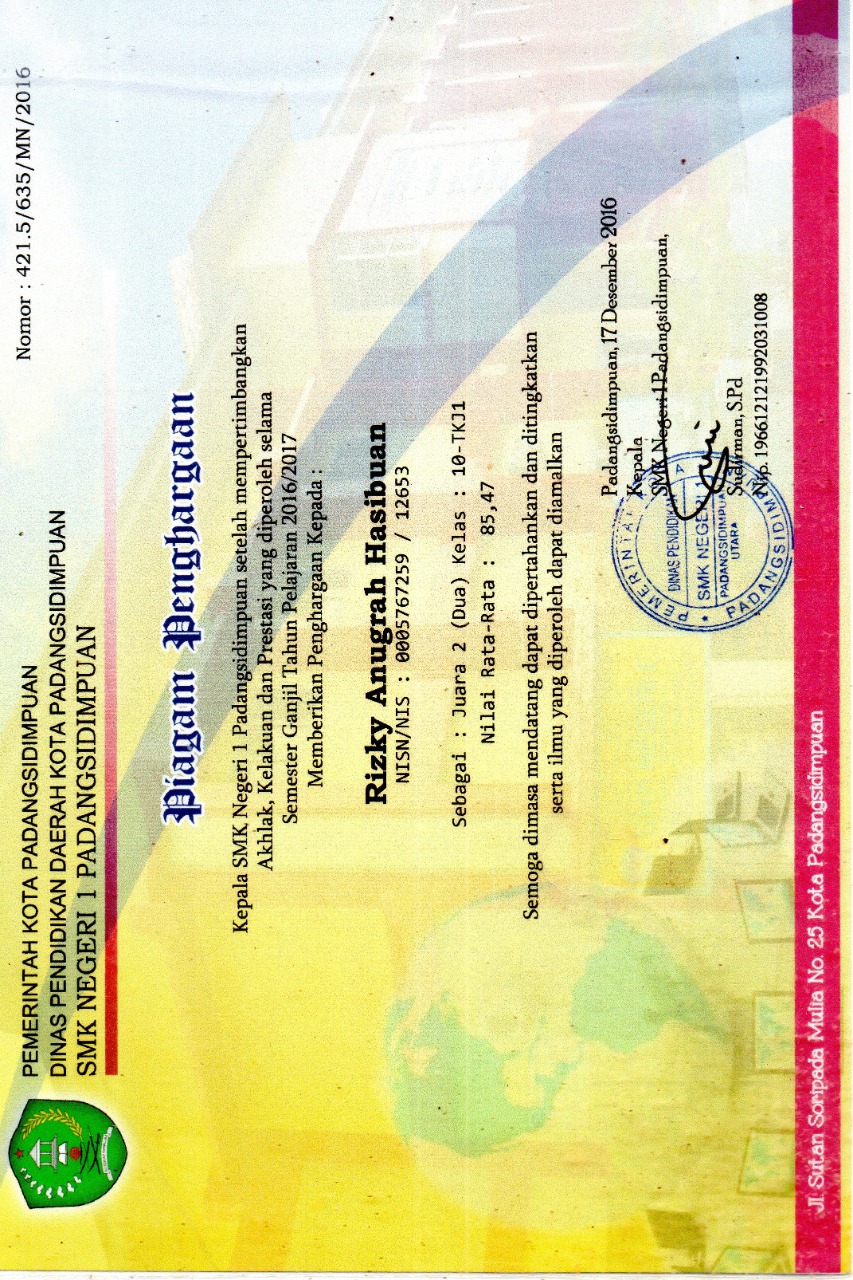 Nomor : 421.5/635/MN/2016
PEMERINTAH KOTA PADANGSIDIMPUAN
DINAS PENDIDIKAN DAERAH KOTA PADANGSIDIMPUAN
SMK NEGERI 1 PADANGSIDIMPUAN
Piagam Penghargaan
Kepala SMK Negeri 1 Padangsidimpuan setelah mempertimbangkan
Akhlak, Kelakuan dan Prestasi yang diperoleh selama
Semester Ganjil Tahun Pelajaran 2016/2017
Memberikan Penghargaan Kepada :
Rizky Anugrah Hasibuan
NISN/NIS : 0005767259 / 12653
Sebagai : Juara 2 (Dua) Kelas : 10-TKJ1
Nilai Rata-Rata : 85,47
Semoga dimasa mendatang dapat dipertahankan dan ditingkatkan
serta ilmu yang diperoleh dapat diamalkan
Padangsidimpuan, 17 Desember 2016
Kepala
SMK Negeri 1 Padangsidimpuan,
Sudirman, S.Pd
Nip. 196612121992031008
PEMERINTAH
DINAS PENDIDIKAN
SMK NEGERI 1
PADANGSIDIMPUAN
UTARA
PADANGSIDIMPUAN
Jl. Sutan Soripada Mulia No. 25 Kota Padangsidimpuan